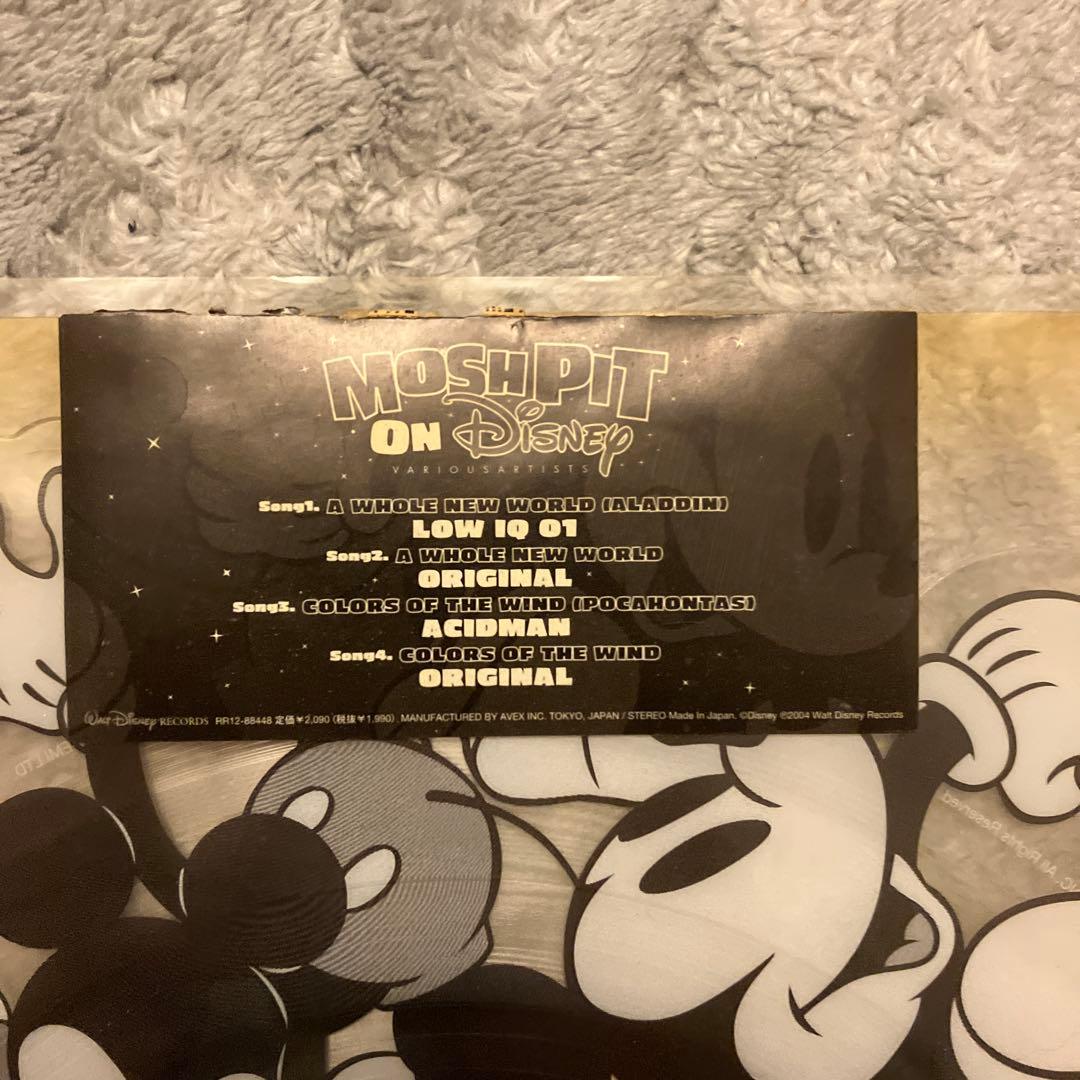 MOSH PIT
ON Disney
VARIOUS ARTISTS
Song1. A WHOLE NEW WORLD (ALADDIN)
LOW IQ 01
Song2. A WHOLE NEW WORLD
ORIGINAL
Song3. COLORS OF THE WIND (POCAHONTAS)
ACIDMAN
Song4. COLORS OF THE WIND
ORIGINAL
Walt Disney RECORDS RR12-88448 定価¥2,090 (税抜¥1,990) MANUFACTURED BY AVEX INC. TOKYO, JAPAN / STEREO Made In Japan. ©Disney ℗2004 Walt Disney Records
All Rights Reserved